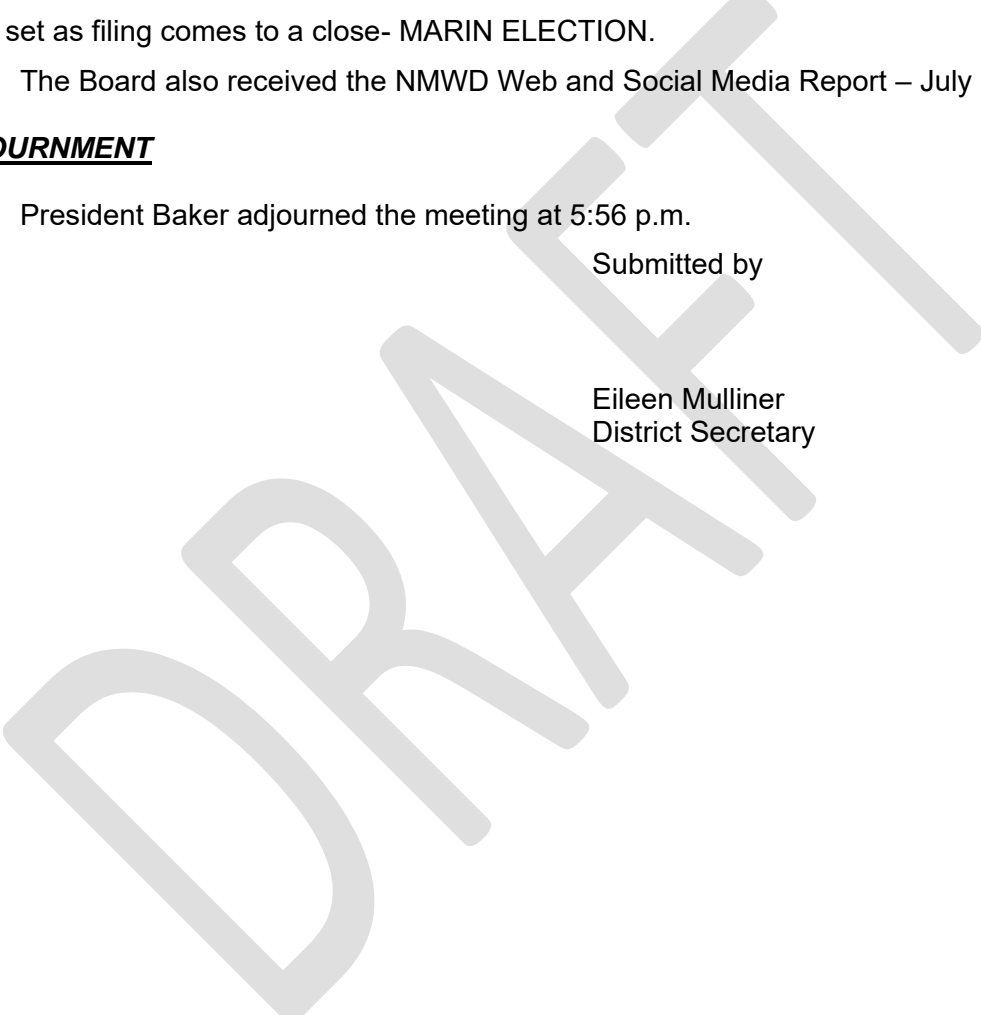 set as filing comes to a close- MARIN ELECTION.
The Board also received the NMWD Web and Social Media Report – July
OURNMENT
President Baker adjourned the meeting at 5:56 p.m.
Submitted by
Eileen Mulliner
District Secretary
DRAFT